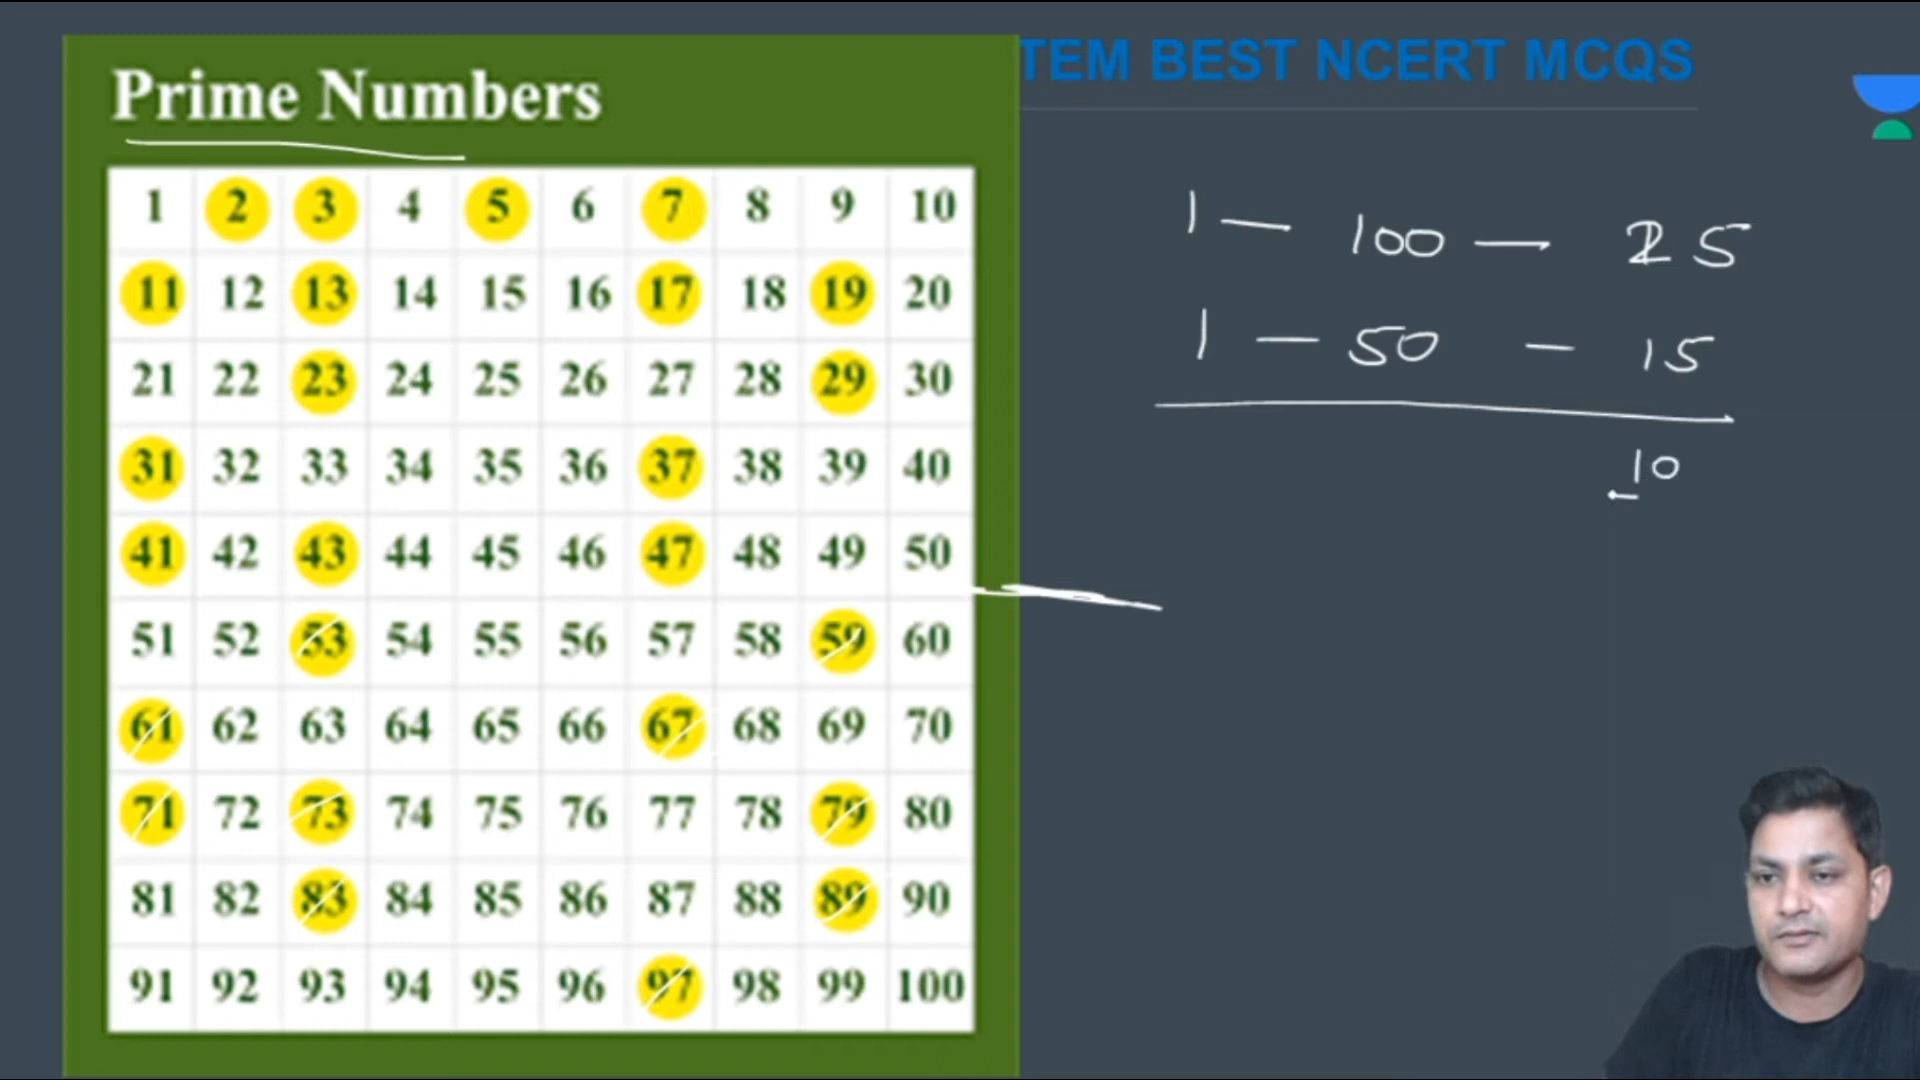 TEM BEST NCERT MCQS
Prime Numbers
1 2 3 4 5 6 7 8 9 10
11 12 13 14 15 16 17 18 19 20
21 22 23 24 25 26 27 28 29 30
31 32 33 34 35 36 37 38 39 40
41 42 43 44 45 46 47 48 49 50
51 52 53 54 55 56 57 58 59 60
61 62 63 64 65 66 67 68 69 70
71 72 73 74 75 76 77 78 79 80
81 82 83 84 85 86 87 88 89 90
91 92 93 94 95 96 97 98 99 100
1 — 100 — 25
1 — 50 — 15
10